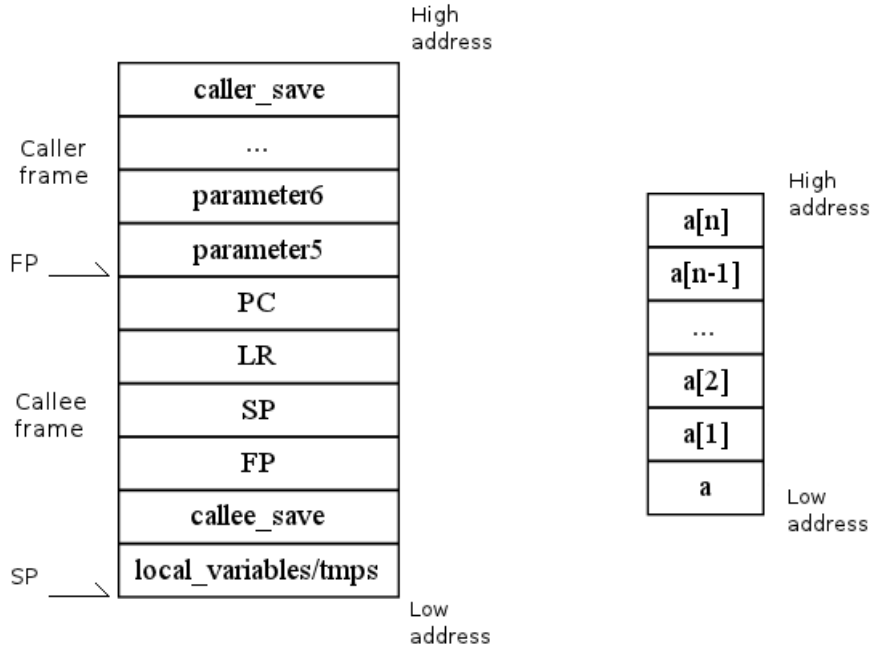 High
address
caller_save
...
Caller
frame
parameter6
parameter5
FP
PC
LR
Callee
frame
SP
FP
callee_save
SP
local_variables/tmps
Low
address
High
address
a[n]
a[n-1]
...
a[2]
a[1]
a
Low
address